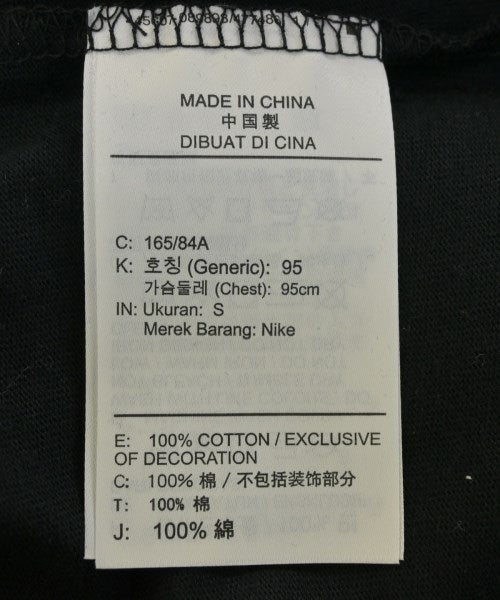 MADE IN CHINA
中国製
DIBUAT DI CINA
C: 165/84A
K: 호칭 (Generic): 95
가슴둘레 (Chest): 95cm
IN: Ukuran: S
Merek Barang: Nike
E: 100% COTTON / EXCLUSIVE
OF DECORATION
C: 100% 棉 / 不包括装饰部分
T: 100% 棉
J: 100% 綿